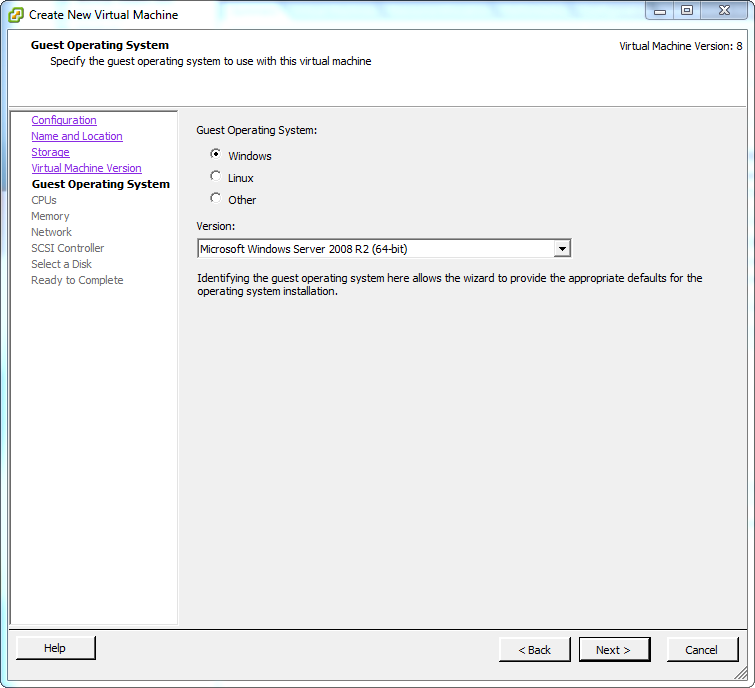 Create New Virtual Machine
Guest Operating System
Specify the guest operating system to use with this virtual machine
Virtual Machine Version: 8
Configuration
Name and Location
Storage
Virtual Machine Version
Guest Operating System
CPUs
Memory
Network
SCSI Controller
Select a Disk
Ready to Complete
Guest Operating System:
Windows
Linux
Other
Version:
Microsoft Windows Server 2008 R2 (64-bit)
Identifying the guest operating system here allows the wizard to provide the appropriate defaults for the
operating system installation.
Help
< Back
Next >
Cancel